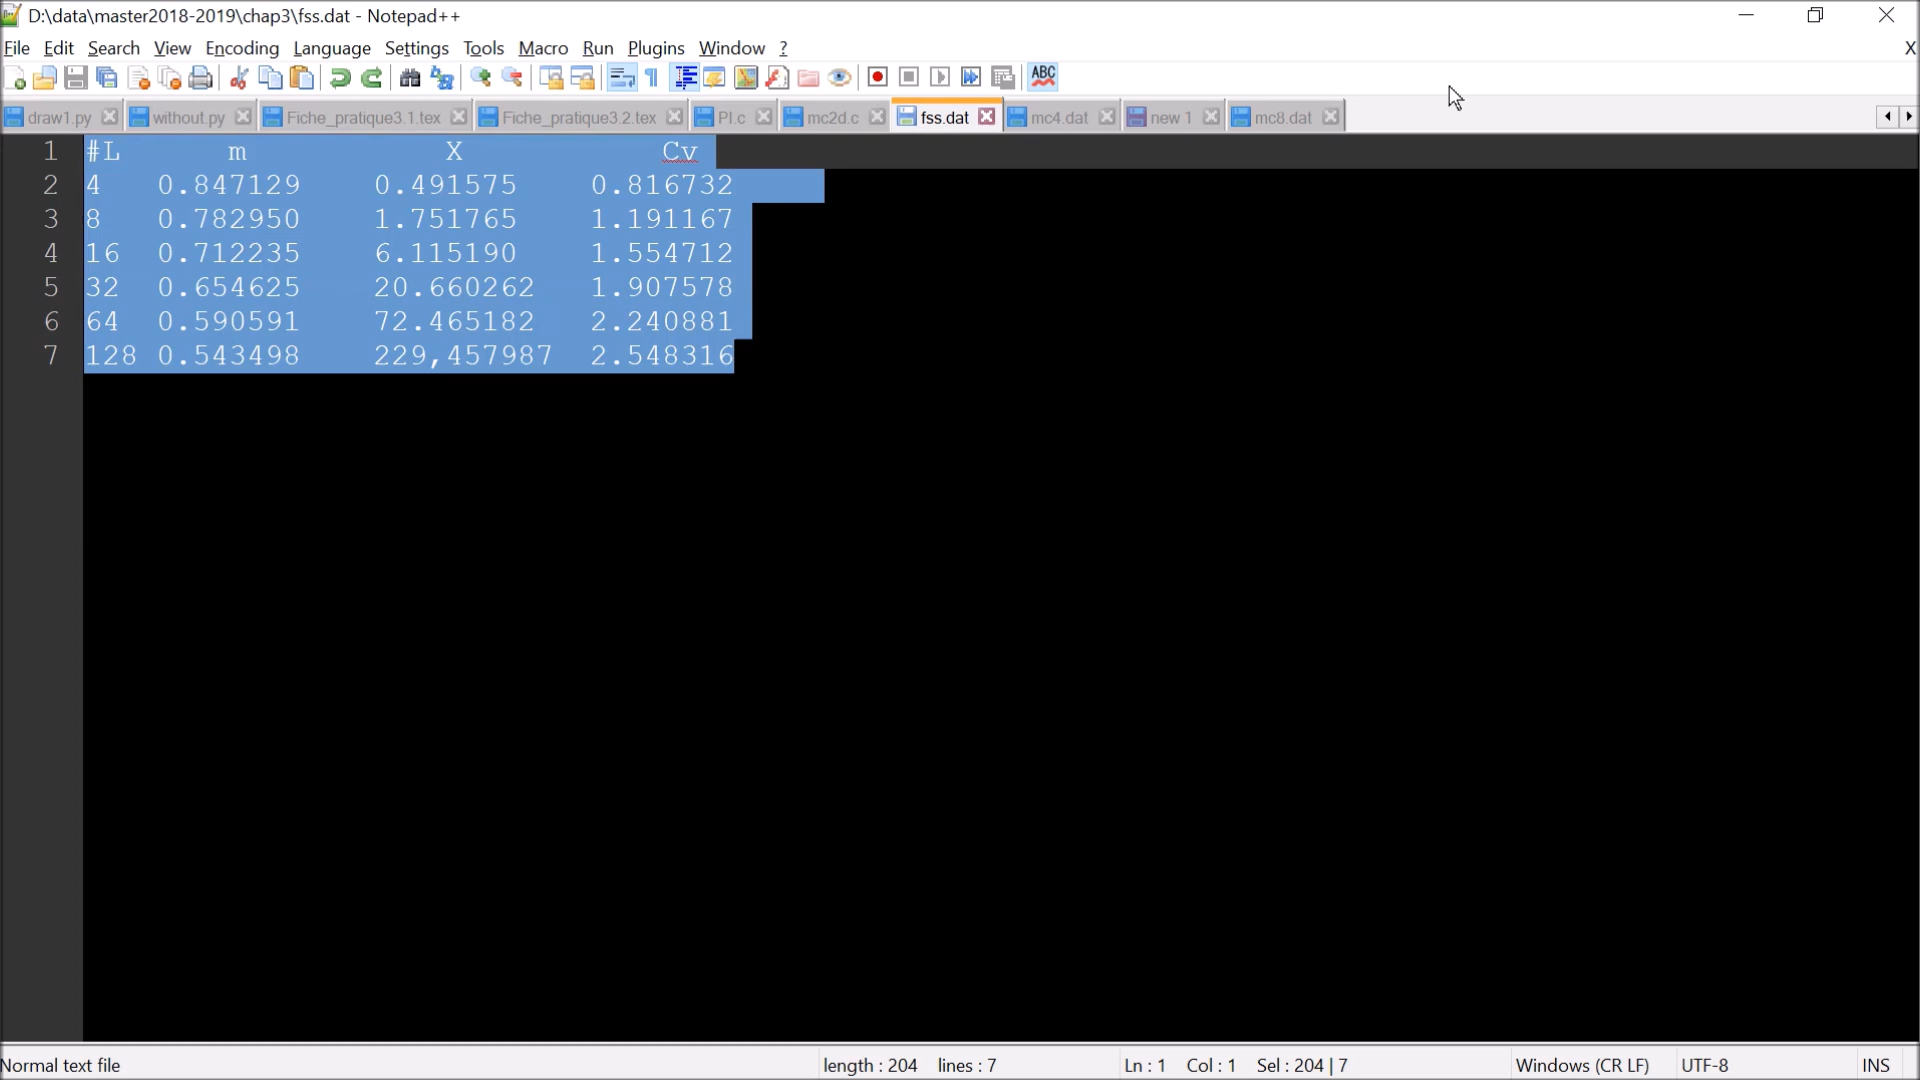 D:\data\master2018-2019\chap3\fss.dat - Notepad++
File Edit Search View Encoding Language Settings Tools Macro Run Plugins Window ? X
ABC
draw1.py without.py Fiche_pratique3.1.tex Fiche_pratique3.2.tex PI.c mc2d.c fss.dat mc4.dat new 1 mc8.dat
1 #L m X Cv
2 4 0.847129 0.491575 0.816732
3 8 0.782950 1.751765 1.191167
4 16 0.712235 6.115190 1.554712
5 32 0.654625 20.660262 1.907578
6 64 0.590591 72.465182 2.240881
7 128 0.543498 229,457987 2.548316
Normal text file length : 204 lines : 7 Ln : 1 Col : 1 Sel : 204 | 7 Windows (CR LF) UTF-8 INS